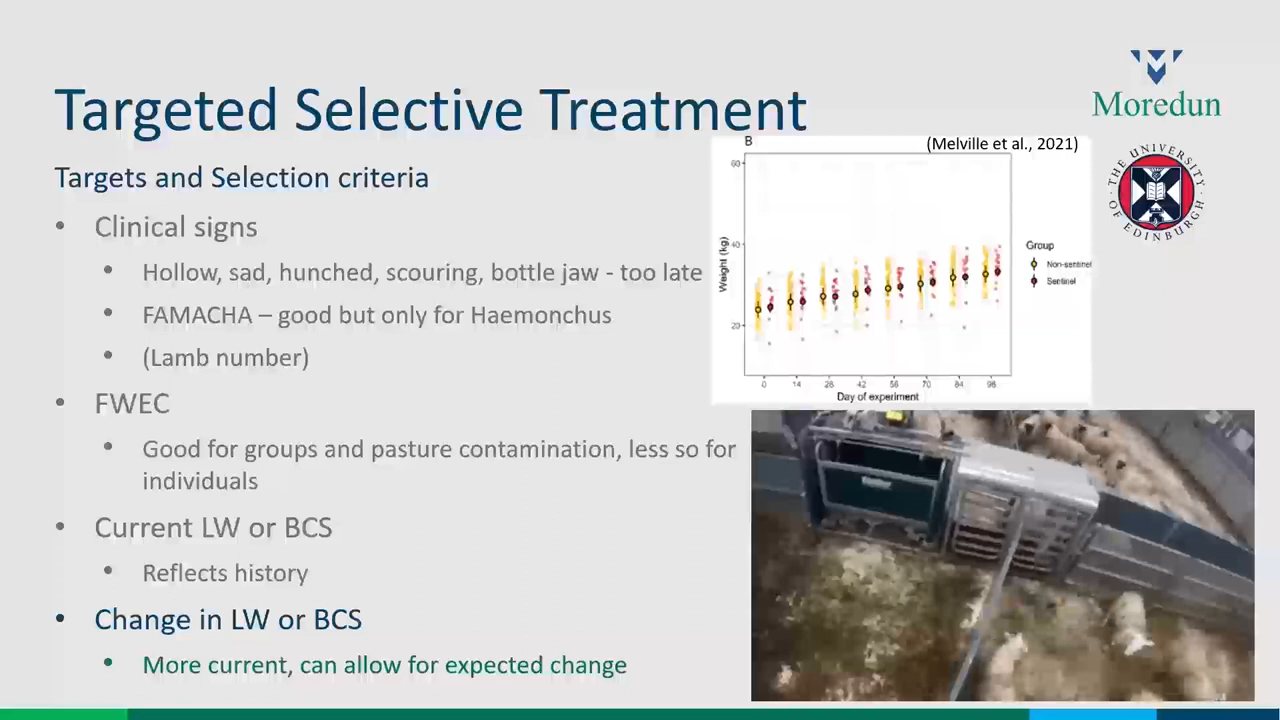 Targeted Selective Treatment
Targets and Selection criteria
• Clinical signs
• Hollow, sad, hunched, scouring, bottle jaw - too late
• FAMACHA – good but only for Haemonchus
• (Lamb number)
• FWEC
• Good for groups and pasture contamination, less so for
individuals
• Current LW or BCS
• Reflects history
• Change in LW or BCS
• More current, can allow for expected change
B
(Melville et al., 2021)
Weight (kg)
60
40
20
0 14 28 42 56 70 84 98
Day of experiment
Group
Non-sentinel
Sentinel
Moredun
THE UNIVERSITY
OF EDINBURGH